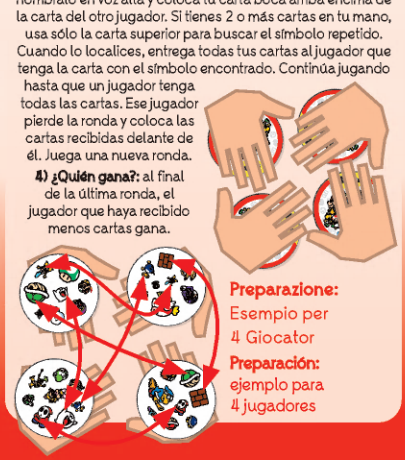 nómbralo en voz alta y coloca tu carta boca arriba encima de
la carta del otro jugador. Si tienes 2 o más cartas en tu mano,
usa sólo la carta superior para buscar el símbolo repetido.
Cuando lo localices, entrega todas tus cartas al jugador que
tenga la carta con el símbolo encontrado. Continúa jugando
hasta que un jugador tenga
todas las cartas. Ese jugador
pierde la ronda y coloca las
cartas recibidas delante de
él. Juega una nueva ronda.
4) ¿Quién gana?: al final
de la última ronda, el
jugador que haya recibido
menos cartas gana.
Preparazione:
Esempio per
4 Giocator
Preparación:
ejemplo para
4 jugadores